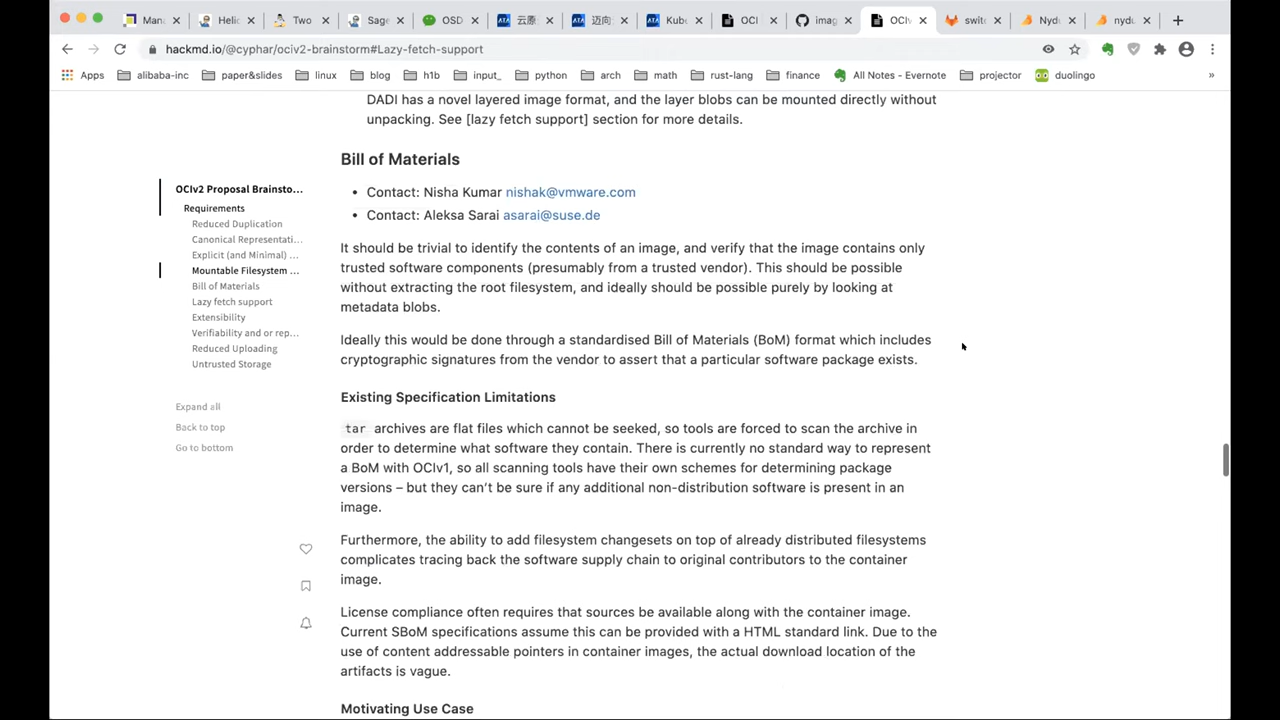 Mana
Helic
Two
Sage
OSD
云原
迈向
Kube
OCI
imag
OCIv
switc
Nydu
nydu
hackmd.io/@cyphar/ociv2-brainstorm#Lazy-fetch-support
Apps
alibaba-inc
paper&slides
linux
blog
h1b
input_
python
arch
math
rust-lang
finance
All Notes - Evernote
projector
duolingo
»
DADI has a novel layered image format, and the layer blobs can be mounted directly without
unpacking. See [lazy fetch support] section for more details.
Bill of Materials
• Contact: Nisha Kumar nishak@vmware.com
• Contact: Aleksa Sarai asarai@suse.de
It should be trivial to identify the contents of an image, and verify that the image contains only
trusted software components (presumably from a trusted vendor). This should be possible
without extracting the root filesystem, and ideally should be possible purely by looking at
metadata blobs.
Ideally this would be done through a standardised Bill of Materials (BoM) format which includes
cryptographic signatures from the vendor to assert that a particular software package exists.
Existing Specification Limitations
tar archives are flat files which cannot be seeked, so tools are forced to scan the archive in
order to determine what software they contain. There is currently no standard way to represent
a BoM with OCIv1, so all scanning tools have their own schemes for determining package
versions – but they can't be sure if any additional non-distribution software is present in an
image.
Furthermore, the ability to add filesystem changesets on top of already distributed filesystems
complicates tracing back the software supply chain to original contributors to the container
image.
License compliance often requires that sources be available along with the container image.
Current SBoM specifications assume this can be provided with a HTML standard link. Due to the
use of content addressable pointers in container images, the actual download location of the
artifacts is vague.
Motivating Use Case
OCIv2 Proposal Brainsto...
Requirements
Reduced Duplication
Canonical Representati...
Explicit (and Minimal) ...
Mountable Filesystem ...
Bill of Materials
Lazy fetch support
Extensibility
Verifiability and or rep...
Reduced Uploading
Untrusted Storage
Expand all
Back to top
Go to bottom